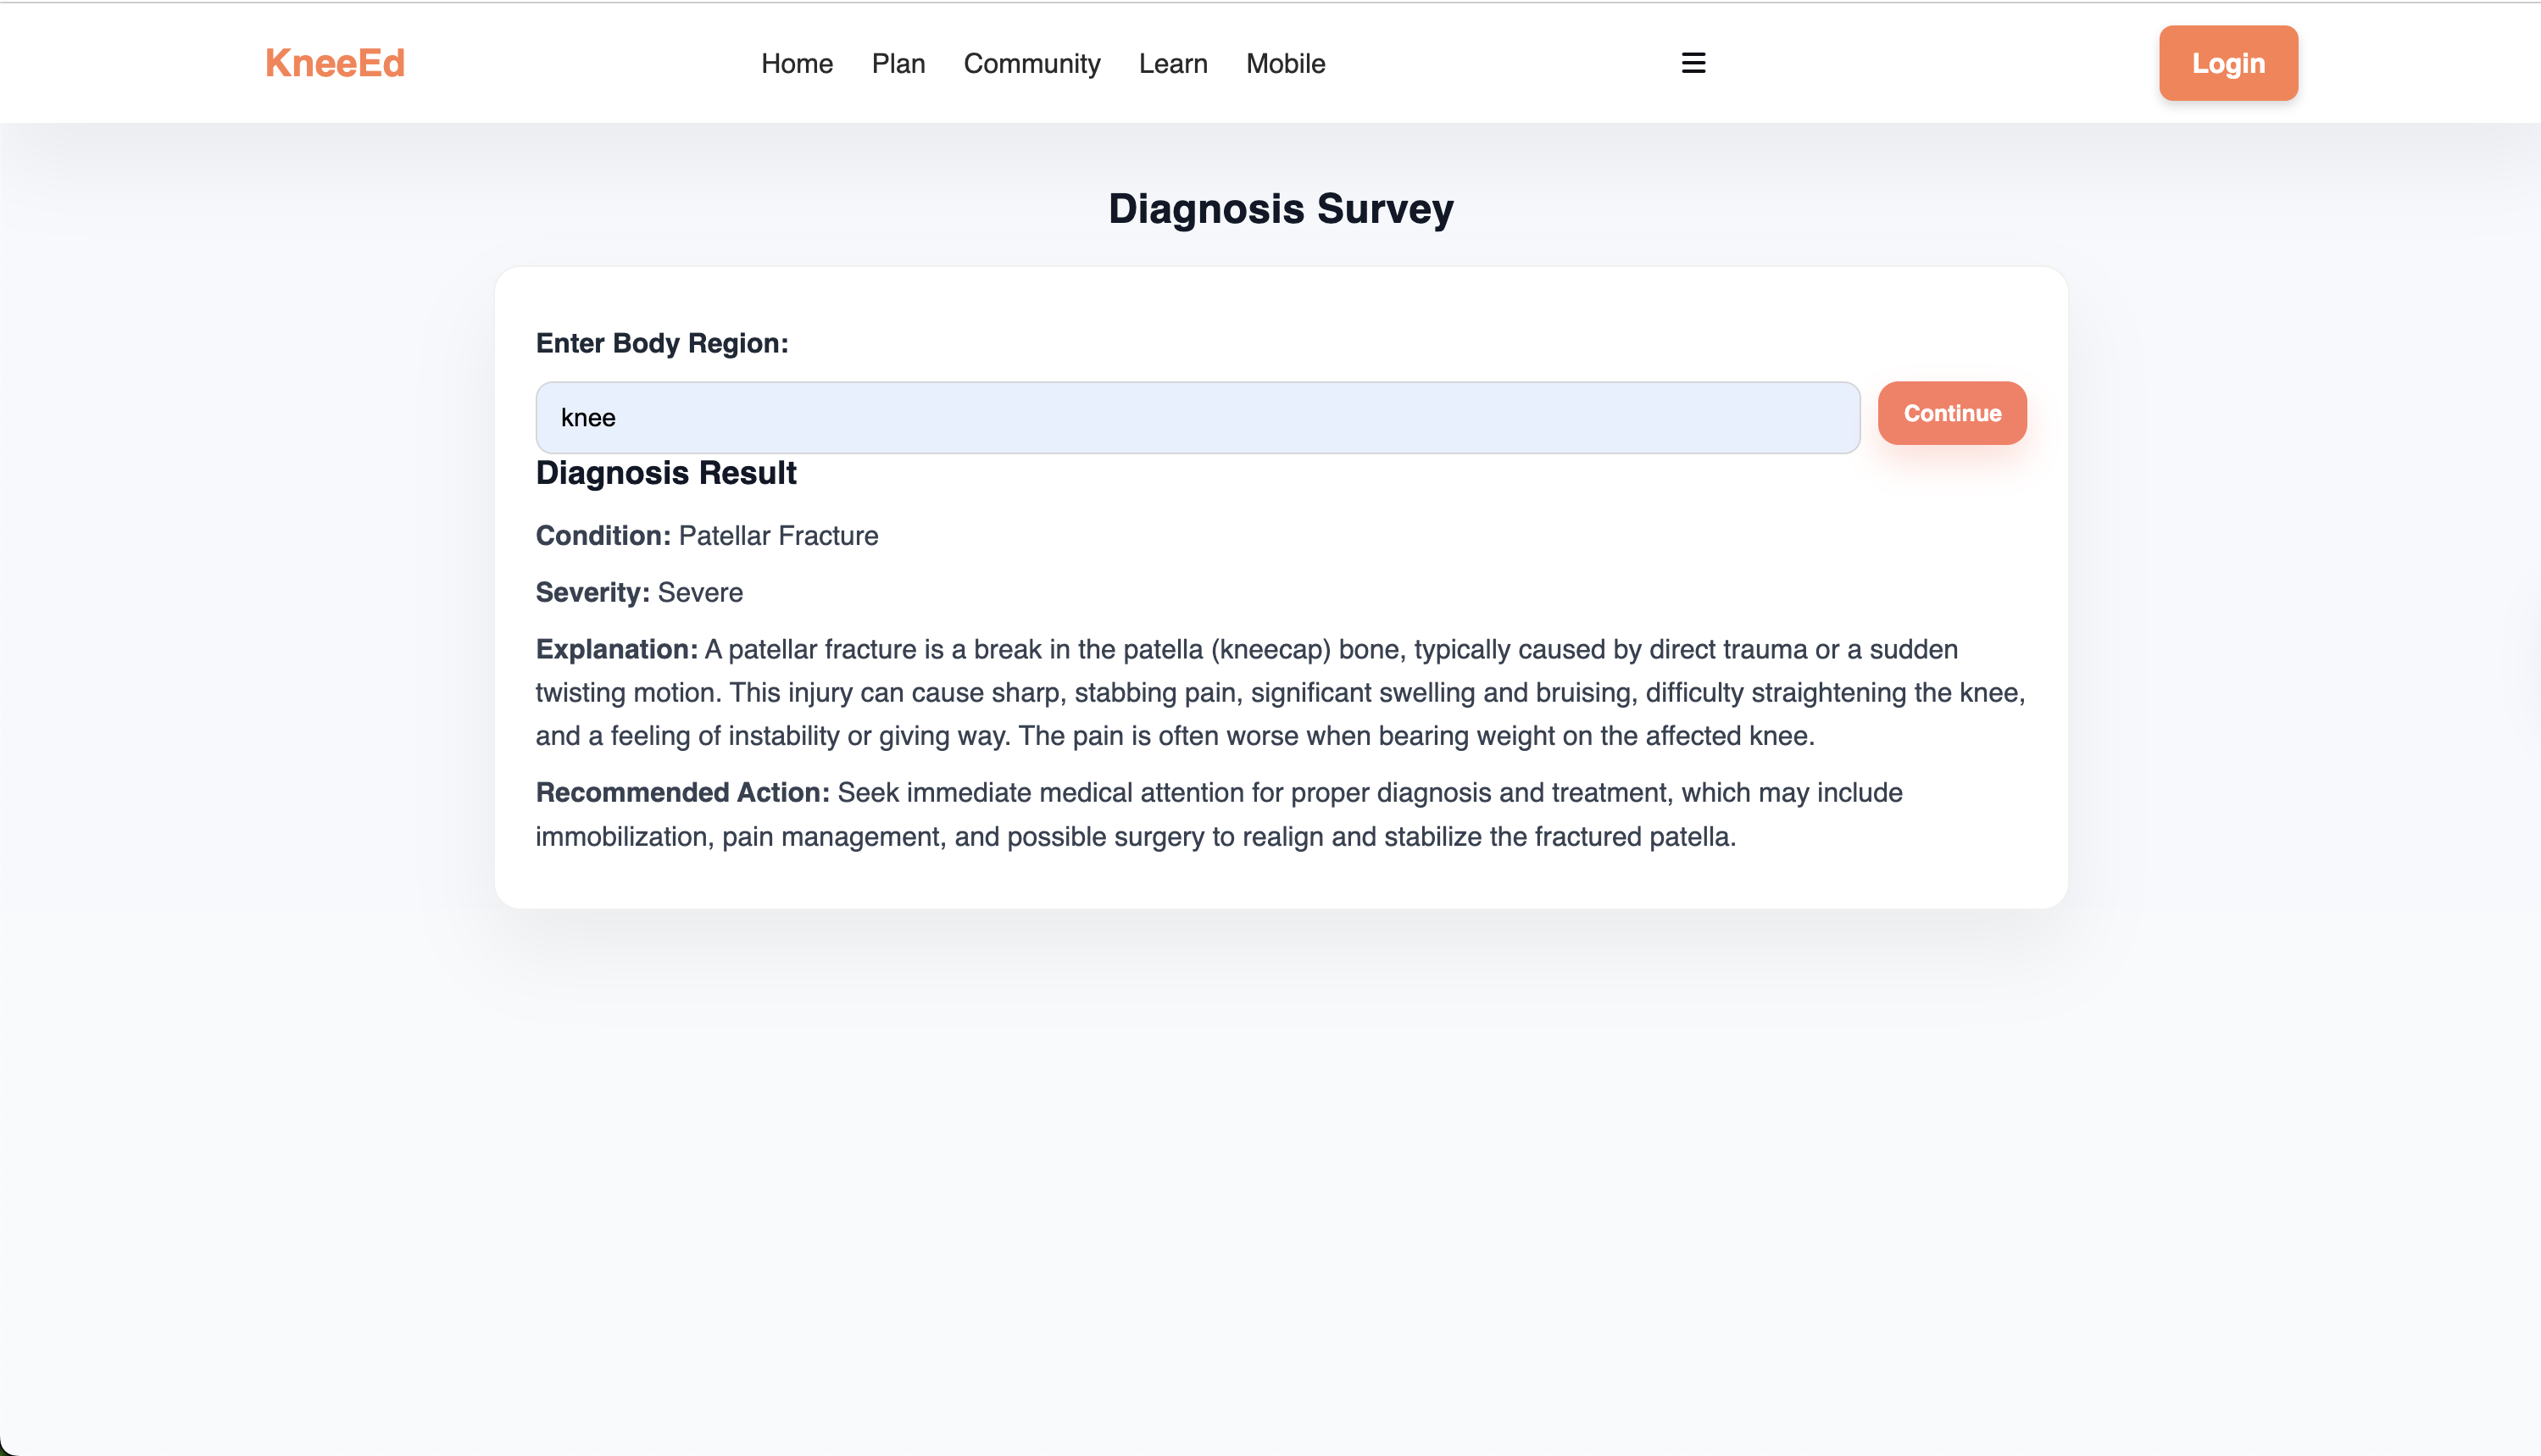 KneeEd
Home Plan Community Learn Mobile
Login
Diagnosis Survey
Enter Body Region:
knee
Continue
Diagnosis Result
Condition: Patellar Fracture
Severity: Severe
Explanation: A patellar fracture is a break in the patella (kneecap) bone, typically caused by direct trauma or a sudden
twisting motion. This injury can cause sharp, stabbing pain, significant swelling and bruising, difficulty straightening the knee,
and a feeling of instability or giving way. The pain is often worse when bearing weight on the affected knee.
Recommended Action: Seek immediate medical attention for proper diagnosis and treatment, which may include
immobilization, pain management, and possible surgery to realign and stabilize the fractured patella.